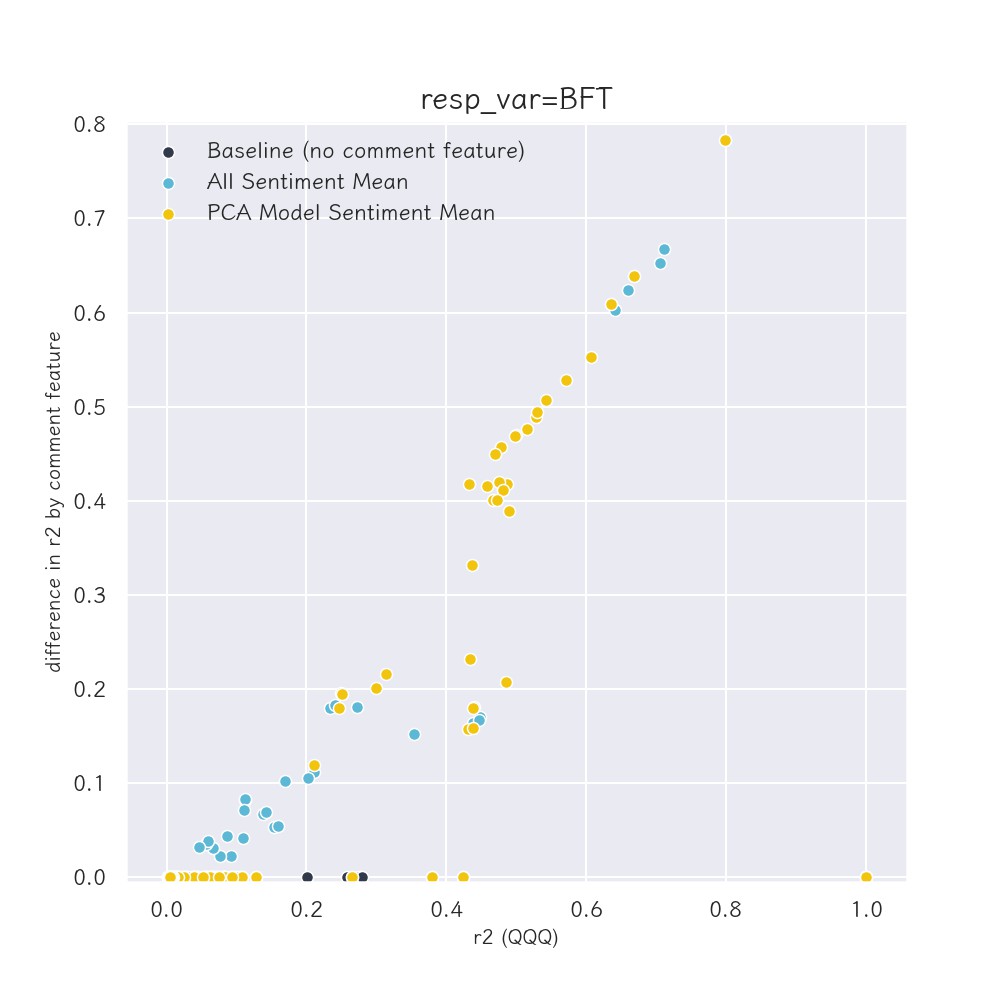 resp_var=BFT
Baseline (no comment feature)
All Sentiment Mean
PCA Model Sentiment Mean
difference in r2 by comment feature
0.8
0.7
0.6
0.5
0.4
0.3
0.2
0.1
0.0
0.0 0.2 0.4 0.6 0.8 1.0
r2 (QQQ)